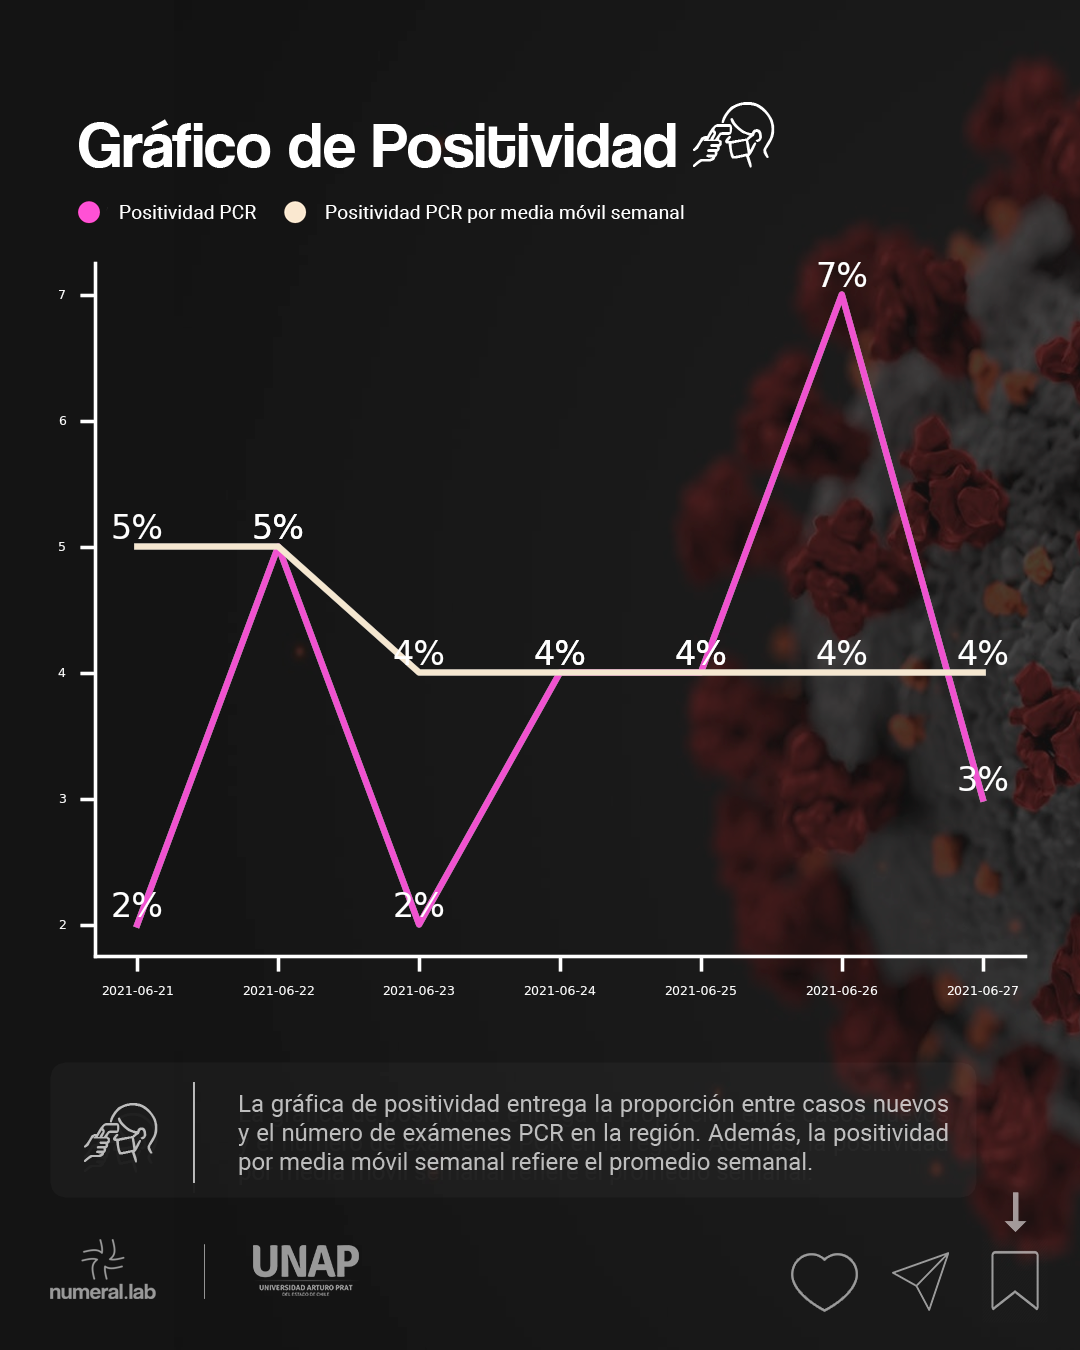 Gráfico de Positividad
Positividad PCR
Positividad PCR por media móvil semanal
7%
7
6
5% 5%
5
4% 4% 4% 4% 4%
4
3%
3
2% 2%
2
2021-06-21 2021-06-22 2021-06-23 2021-06-24 2021-06-25 2021-06-26 2021-06-27
La gráfica de positividad entrega la proporción entre casos nuevos
y el número de exámenes PCR en la región. Además, la positividad
por media móvil semanal refiere el promedio semanal.
numeral.lab
UNAP
UNIVERSIDAD ARTURO PRAT
DEL ESTADO DE CHILE